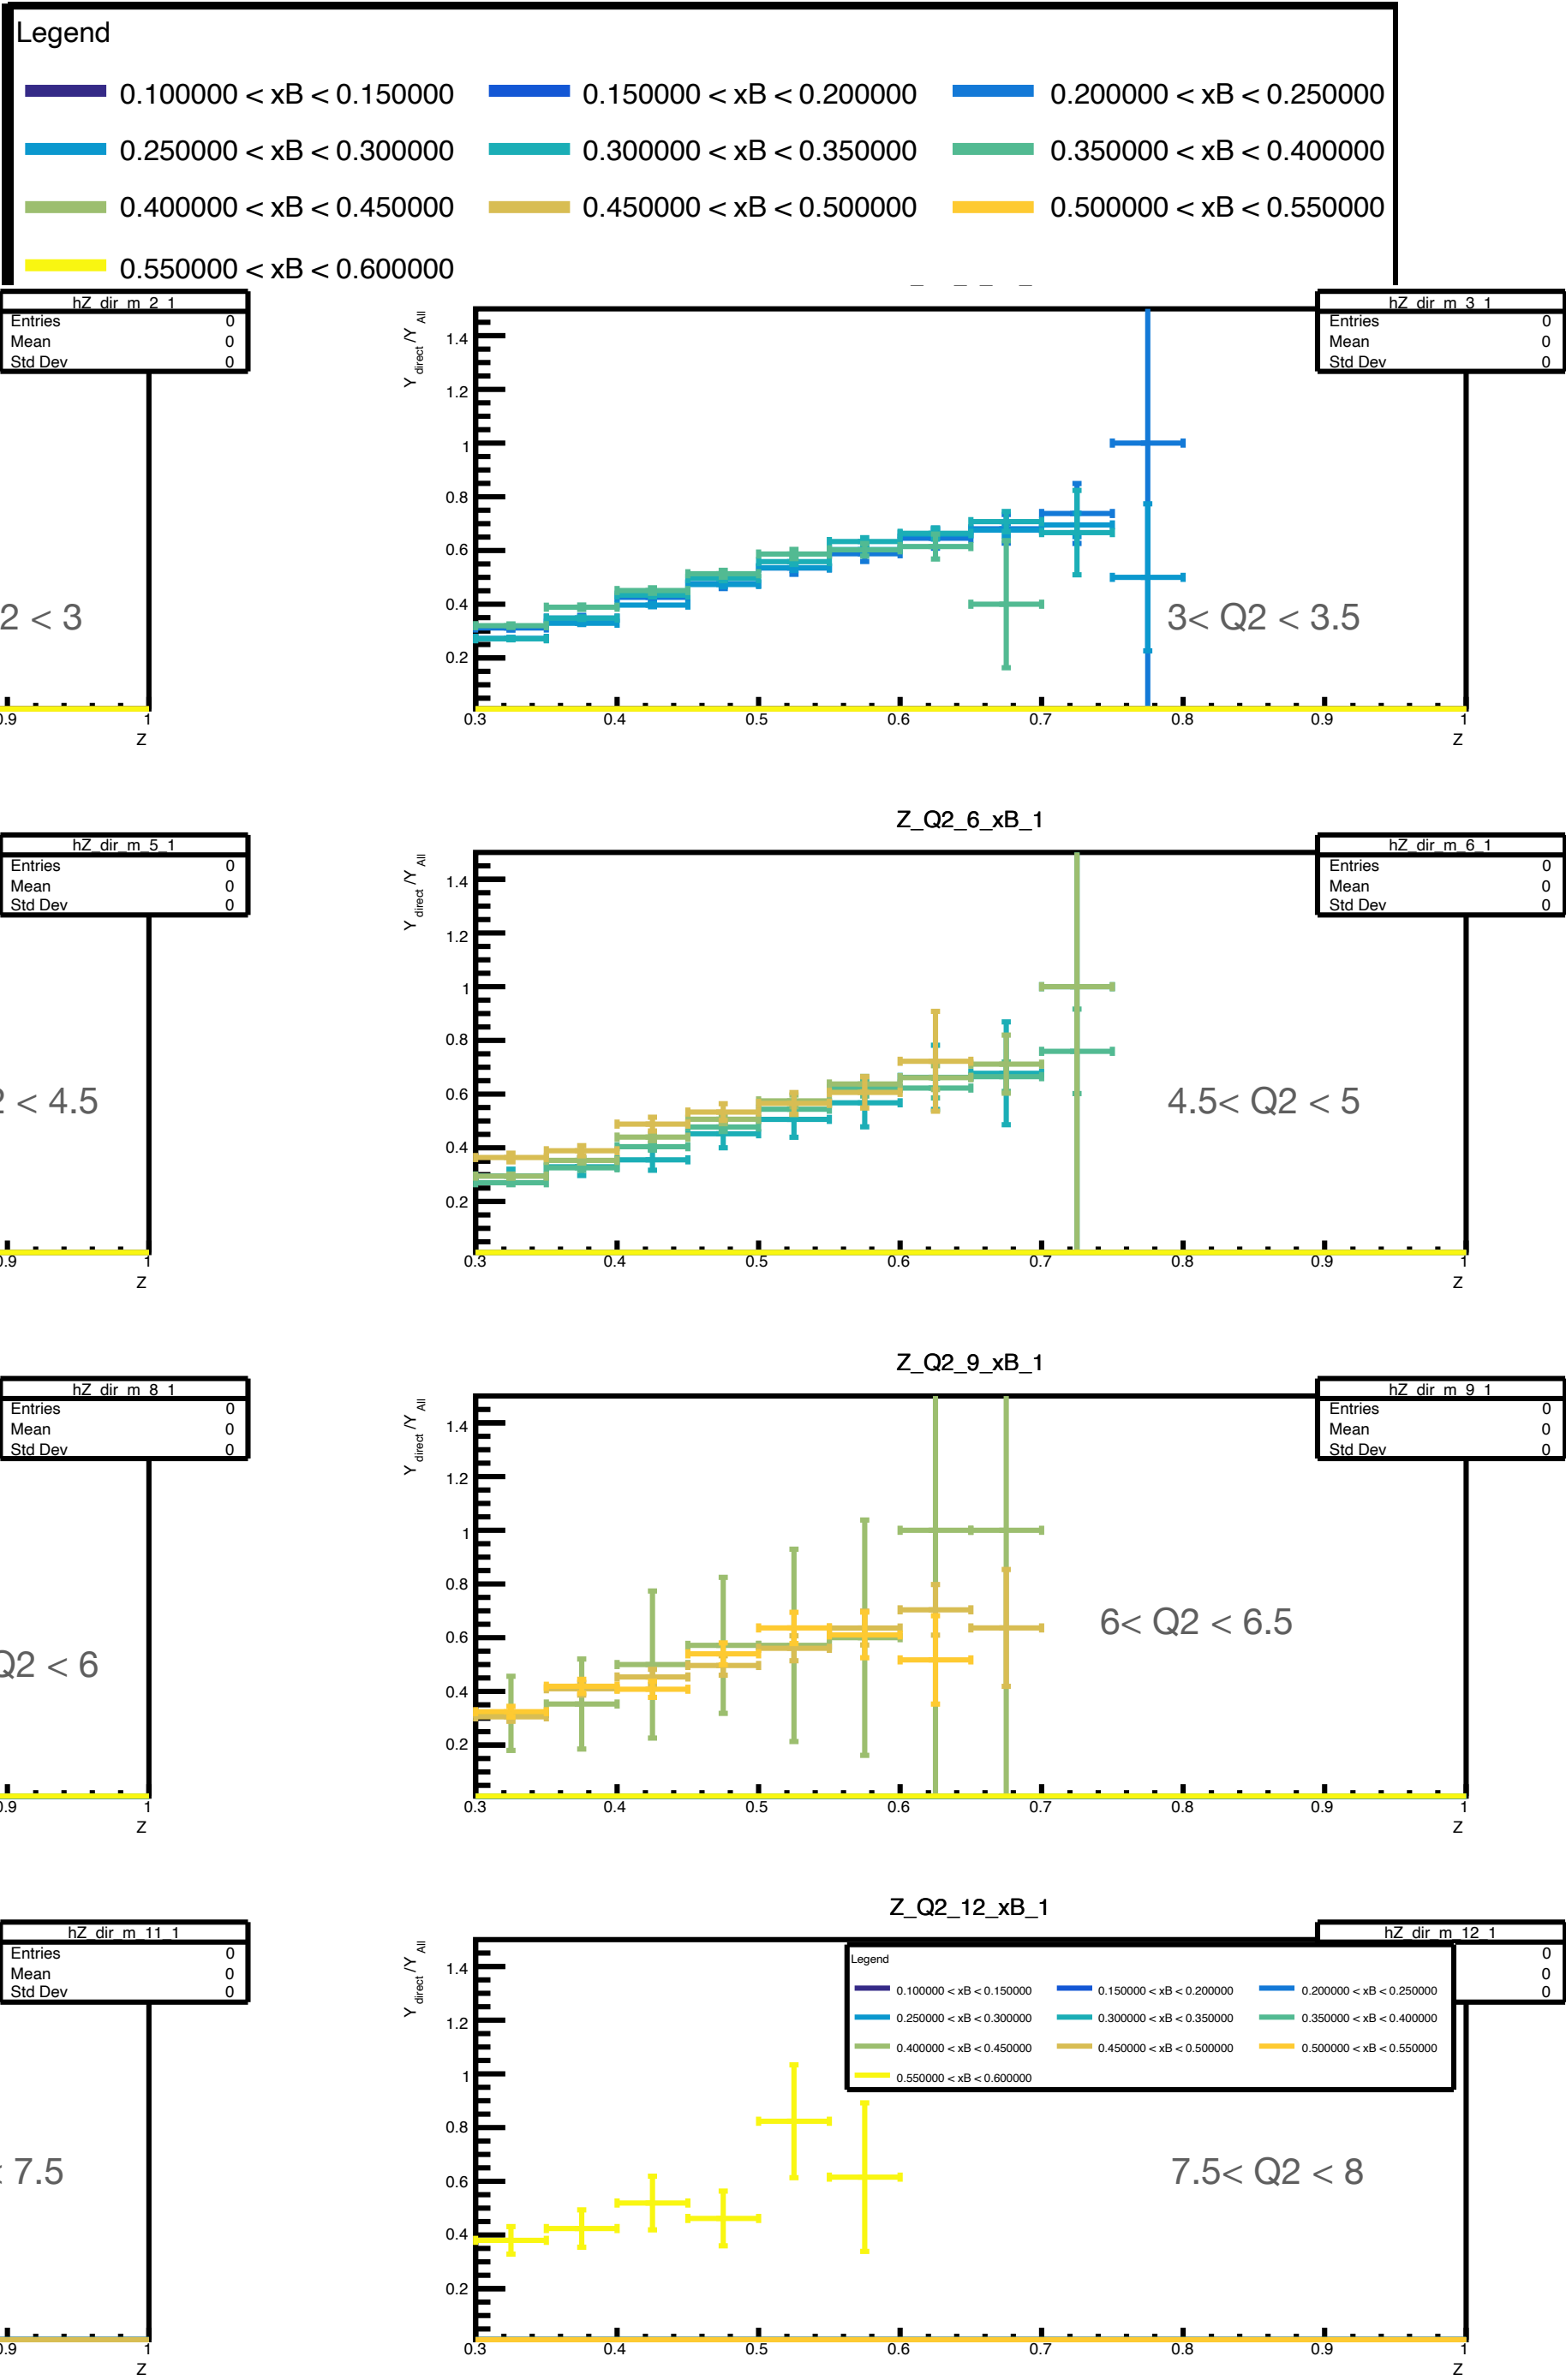 Legend
0.100000 < xB < 0.150000 0.150000 < xB < 0.200000 0.200000 < xB < 0.250000
0.250000 < xB < 0.300000 0.300000 < xB < 0.350000 0.350000 < xB < 0.400000
0.400000 < xB < 0.450000 0.450000 < xB < 0.500000 0.500000 < xB < 0.550000
0.550000 < xB < 0.600000
hZ_dir_m_2_1
Entries 0
Mean 0
Std Dev 0
2 < 3
0.9 1
Z
Y direct /Y All
1.4
1.2
1
0.8
0.6
0.4
0.2
0.3 0.4 0.5 0.6 0.7 0.8 0.9 1
Z
3< Q2 < 3.5
hZ_dir_m_3_1
Entries 0
Mean 0
Std Dev 0
hZ_dir_m_5_1
Entries 0
Mean 0
Std Dev 0
2 < 4.5
0.9 1
Z
Z_Q2_6_xB_1
Y direct /Y All
1.4
1.2
1
0.8
0.6
0.4
0.2
0.3 0.4 0.5 0.6 0.7 0.8 0.9 1
Z
4.5< Q2 < 5
hZ_dir_m_6_1
Entries 0
Mean 0
Std Dev 0
hZ_dir_m_8_1
Entries 0
Mean 0
Std Dev 0
Q2 < 6
0.9 1
Z
Z_Q2_9_xB_1
Y direct /Y All
1.4
1.2
1
0.8
0.6
0.4
0.2
0.3 0.4 0.5 0.6 0.7 0.8 0.9 1
Z
6< Q2 < 6.5
hZ_dir_m_9_1
Entries 0
Mean 0
Std Dev 0
hZ_dir_m_11_1
Entries 0
Mean 0
Std Dev 0
< 7.5
0.9 1
Z
Z_Q2_12_xB_1
Y direct /Y All
1.4
1.2
1
0.8
0.6
0.4
0.2
0.3 0.4 0.5 0.6 0.7 0.8 0.9 1
Z
7.5< Q2 < 8
hZ_dir_m_12_1
0
0
0
Legend
0.100000 < xB < 0.150000 0.150000 < xB < 0.200000 0.200000 < xB < 0.250000
0.250000 < xB < 0.300000 0.300000 < xB < 0.350000 0.350000 < xB < 0.400000
0.400000 < xB < 0.450000 0.450000 < xB < 0.500000 0.500000 < xB < 0.550000
0.550000 < xB < 0.600000